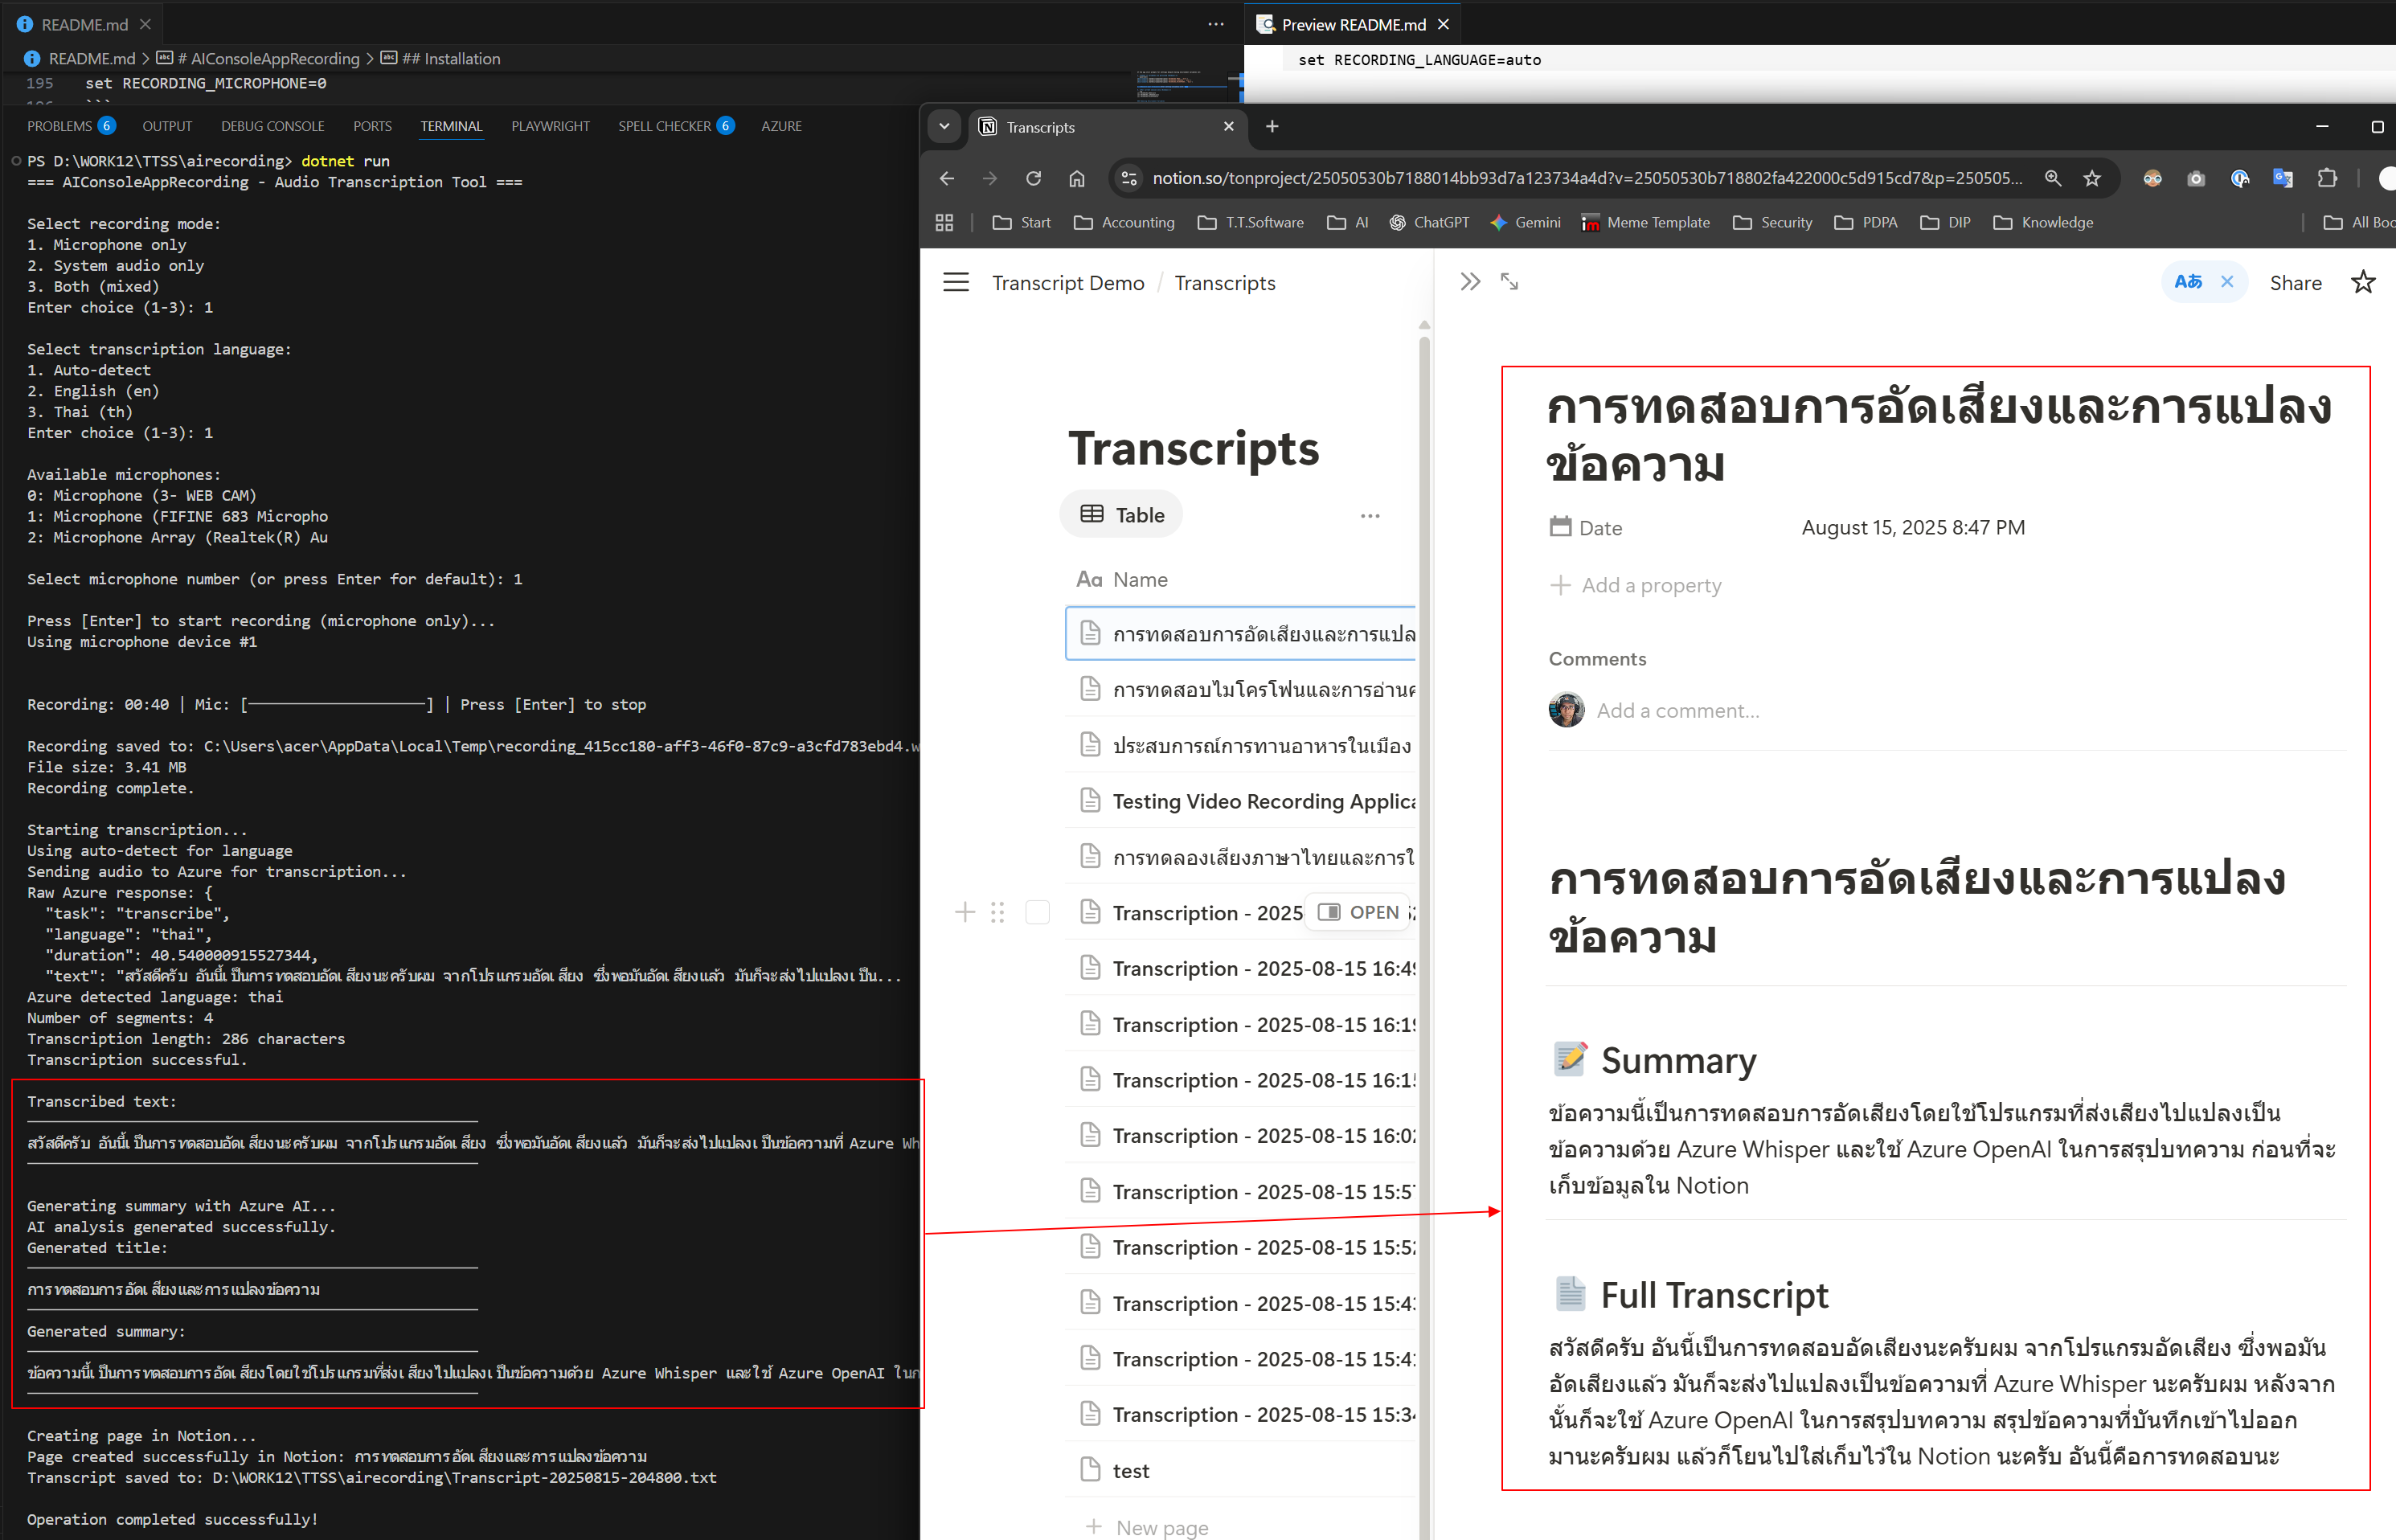 README.md
README.md > # AIConsoleAppRecording > ## Installation
195 set RECORDING_MICROPHONE=0
```
PROBLEMS 6 OUTPUT DEBUG CONSOLE PORTS TERMINAL PLAYWRIGHT SPELL CHECKER 6 AZURE
PS D:\WORK12\TTSS\airecording> dotnet run
=== AIConsoleAppRecording - Audio Transcription Tool ===
Select recording mode:
1. Microphone only
2. System audio only
3. Both (mixed)
Enter choice (1-3): 1
Select transcription language:
1. Auto-detect
2. English (en)
3. Thai (th)
Enter choice (1-3): 1
Available microphones:
0: Microphone (3- WEB CAM)
1: Microphone (FIFINE 683 Micropho
2: Microphone Array (Realtek(R) Au
Select microphone number (or press Enter for default): 1
Press [Enter] to start recording (microphone only)...
Using microphone device #1
Recording: 00:40 | Mic: [────────────────────] | Press [Enter] to stop
Recording saved to: C:\Users\acer\AppData\Local\Temp\recording_415cc180-aff3-46f0-87c9-a3cfd783ebd4.w
File size: 3.41 MB
Recording complete.
Starting transcription...
Using auto-detect for language
Sending audio to Azure for transcription...
Raw Azure response: {
"task": "transcribe",
"language": "thai",
"duration": 40.540000915527344,
"text": "สวัสดีครับ อันนี้เป็นการทดสอบอัดเสียงนะครับผม จากโปรแกรมอัดเสียง ซึ่งพอมันอัดเสียงแล้ว มันก็จะส่งไปแปลงเป็น...
Azure detected language: thai
Number of segments: 4
Transcription length: 286 characters
Transcription successful.
Transcribed text:
สวัสดีครับ อันนี้เป็นการทดสอบอัดเสียงนะครับผม จากโปรแกรมอัดเสียง ซึ่งพอมันอัดเสียงแล้ว มันก็จะส่งไปแปลงเป็นข้อความที่ Azure Wh
Generating summary with Azure AI...
AI analysis generated successfully.
Generated title:
การทดสอบการอัดเสียงและการแปลงข้อความ
Generated summary:
ข้อความนี้เป็นการทดสอบการอัดเสียงโดยใช้โปรแกรมที่ส่งเสียงไปแปลงเป็นข้อความด้วย Azure Whisper และใช้ Azure OpenAI ในก
Creating page in Notion...
Page created successfully in Notion: การทดสอบการอัดเสียงและการแปลงข้อความ
Transcript saved to: D:\WORK12\TTSS\airecording\Transcript-20250815-204800.txt
Operation completed successfully!
Preview README.md
set RECORDING_LANGUAGE=auto
Transcripts
notion.so/tonproject/25050530b7188014bb93d7a123734a4d?v=25050530b718802fa422000c5d915cd7&p=250505...
Start Accounting T.T.Software AI ChatGPT Gemini Meme Template Security PDPA DIP Knowledge All Boo
Transcript Demo / Transcripts
Transcripts
Table
Aa Name
การทดสอบการอัดเสียงและการแปล
การทดสอบไมโครโฟนและการอ่านค
ประสบการณ์การทานอาหารในเมือง
Testing Video Recording Applica
การทดลองเสียงภาษาไทยและการใ
Transcription - 2025 OPEN
Transcription - 2025-08-15 16:49
Transcription - 2025-08-15 16:19
Transcription - 2025-08-15 16:15
Transcription - 2025-08-15 16:02
Transcription - 2025-08-15 15:57
Transcription - 2025-08-15 15:52
Transcription - 2025-08-15 15:43
Transcription - 2025-08-15 15:41
Transcription - 2025-08-15 15:34
test
New page
Aあ Share
การทดสอบการอัดเสียงและการแปลง
ข้อความ
Date August 15, 2025 8:47 PM
Add a property
Comments
Add a comment...
การทดสอบการอัดเสียงและการแปลง
ข้อความ
Summary
ข้อความนี้เป็นการทดสอบการอัดเสียงโดยใช้โปรแกรมที่ส่งเสียงไปแปลงเป็น
ข้อความด้วย Azure Whisper และใช้ Azure OpenAI ในการสรุปบทความ ก่อนที่จะ
เก็บข้อมูลใน Notion
Full Transcript
สวัสดีครับ อันนี้เป็นการทดสอบอัดเสียงนะครับผม จากโปรแกรมอัดเสียง ซึ่งพอมัน
อัดเสียงแล้ว มันก็จะส่งไปแปลงเป็นข้อความที่ Azure Whisper นะครับผม หลังจาก
นั้นก็จะใช้ Azure OpenAI ในการสรุปบทความ สรุปข้อความที่บันทึกเข้าไปออก
มานะครับผม แล้วก็โยนไปใส่เก็บไว้ใน Notion นะครับ อันนี้คือการทดสอบนะ